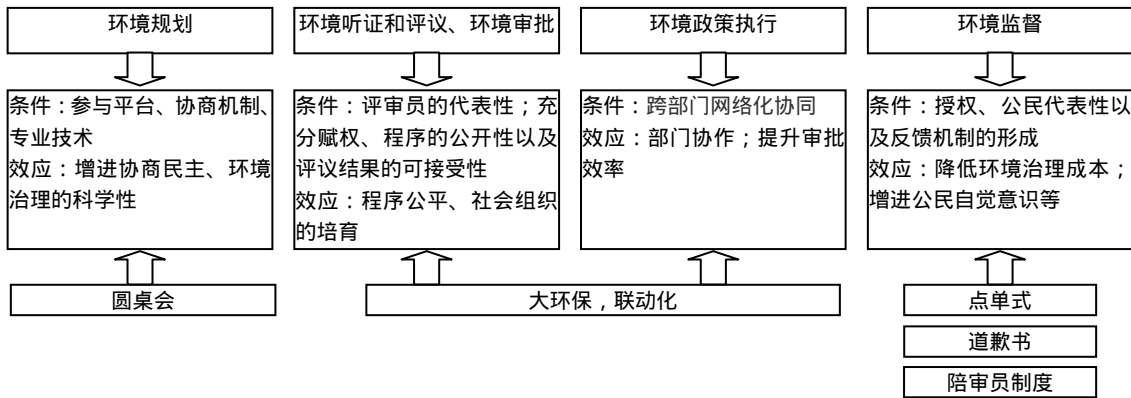 环境规划
环境听证和评议、环境审批
环境政策执行
环境监督
条件：参与平台、协商机制、
专业技术
效应：增进协商民主、环境
治理的科学性
条件：评审员的代表性；充
分赋权、程序的公开性以及
评议结果的可接受性
效应：程序公平、社会组织
的培育
条件：跨部门网络化协同
效应：部门协作；提升审批
效率
条件：授权、公民代表性以
及反馈机制的形成
效应：降低环境治理成本；
增进公民自觉意识等
圆桌会
大环保，联动化
点单式
道歉书
陪审员制度